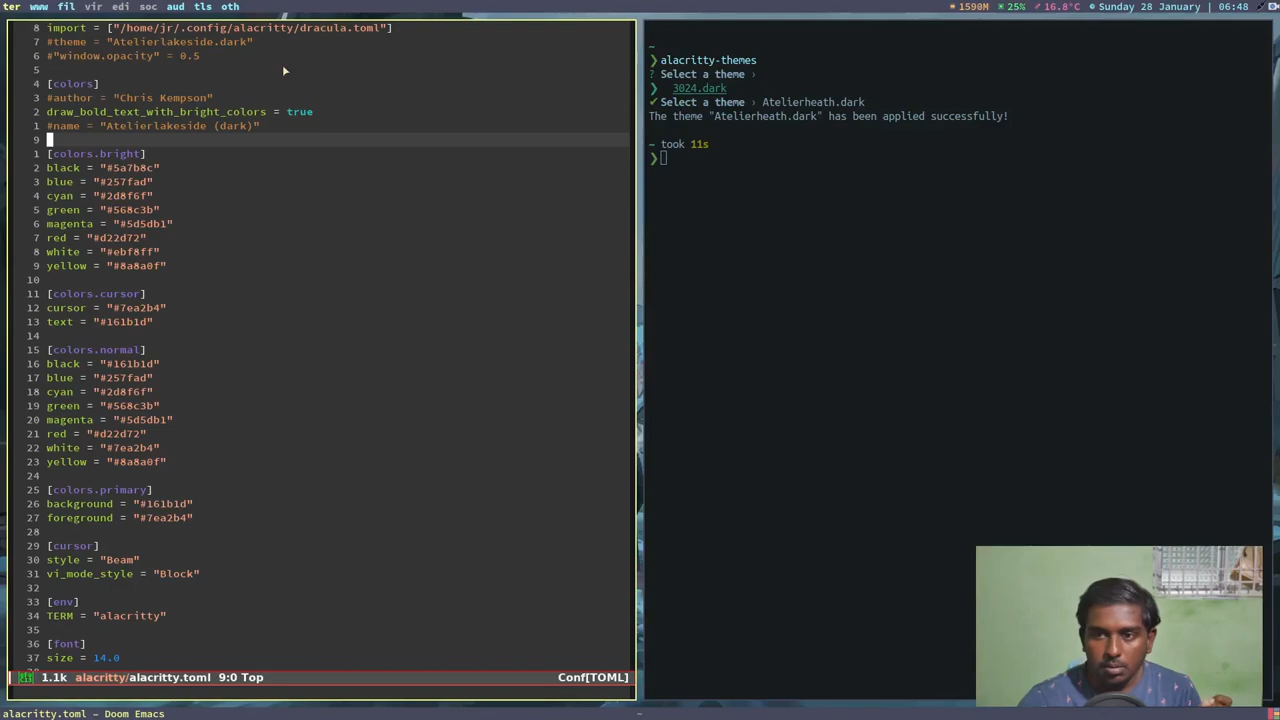 ter www fil vir edi soc aud tls oth
1590M 25% 16.8°C Sunday 28 January | 06:48
8 import = ["/home/jr/.config/alacritty/dracula.toml"]
7 #theme = "Atelierlakeside.dark"
6 #"window.opacity" = 0.5
5
4 [colors]
3 #author = "Chris Kempson"
2 draw_bold_text_with_bright_colors = true
1 #name = "Atelierlakeside (dark)"
9
1 [colors.bright]
2 black = "#5a7b8c"
3 blue = "#257fad"
4 cyan = "#2d8f6f"
5 green = "#568c3b"
6 magenta = "#5d5db1"
7 red = "#d22d72"
8 white = "#ebf8ff"
9 yellow = "#8a8a0f"
10
11 [colors.cursor]
12 cursor = "#7ea2b4"
13 text = "#161b1d"
14
15 [colors.normal]
16 black = "#161b1d"
17 blue = "#257fad"
18 cyan = "#2d8f6f"
19 green = "#568c3b"
20 magenta = "#5d5db1"
21 red = "#d22d72"
22 white = "#7ea2b4"
23 yellow = "#8a8a0f"
24
25 [colors.primary]
26 background = "#161b1d"
27 foreground = "#7ea2b4"
28
29 [cursor]
30 style = "Beam"
31 vi_mode_style = "Block"
32
33 [env]
34 TERM = "alacritty"
35
36 [font]
37 size = 14.0
1.1k alacritty/alacritty.toml 9:0 Top Conf[TOML]
~
❯ alacritty-themes
? Select a theme ›
❯ 3024.dark
✔ Select a theme › Atelierheath.dark
The theme "Atelierheath.dark" has been applied successfully!
~ took 11s
❯
alacritty.toml – Doom Emacs
~